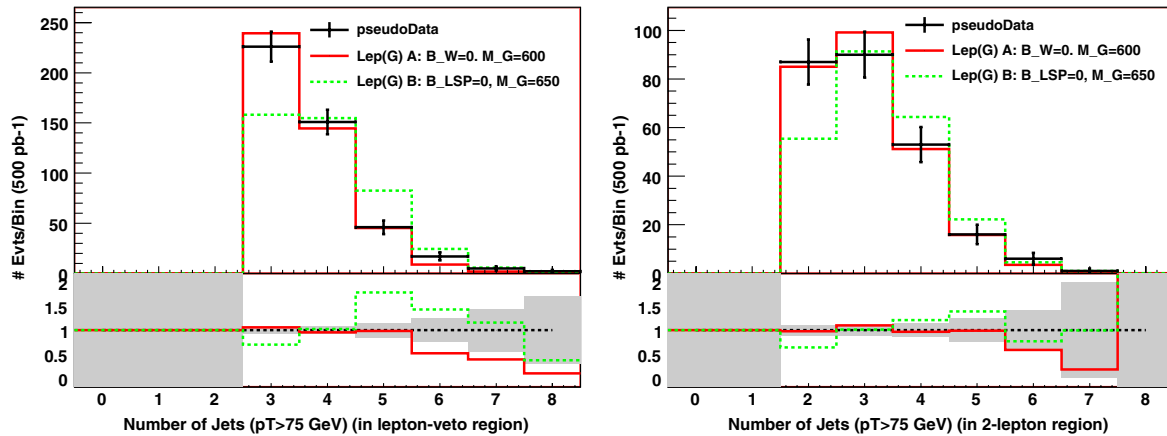 # Evts/Bin (500 pb-1)
250
200
150
100
50
0
pseudoData
Lep(G) A: B_W=0. M_G=600
Lep(G) B: B_LSP=0, M_G=650
2
1.5
1
0.5
0
0 1 2 3 4 5 6 7 8
Number of Jets (pT>75 GeV) (in lepton-veto region)
# Evts/Bin (500 pb-1)
100
80
60
40
20
0
pseudoData
Lep(G) A: B_W=0. M_G=600
Lep(G) B: B_LSP=0, M_G=650
2
1.5
1
0.5
0
0 1 2 3 4 5 6 7 8
Number of Jets (pT>75 GeV) (in 2-lepton region)